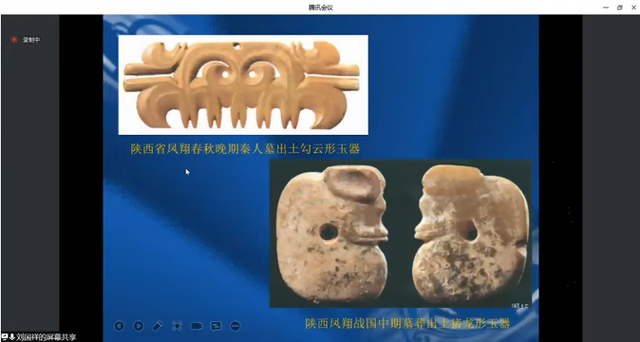 腾讯会议
录制中
陕西省凤翔春秋晚期秦人墓出土勾云形玉器
陕西凤翔战国中期墓葬出土猪龙形玉器
刘国祥的屏幕共享